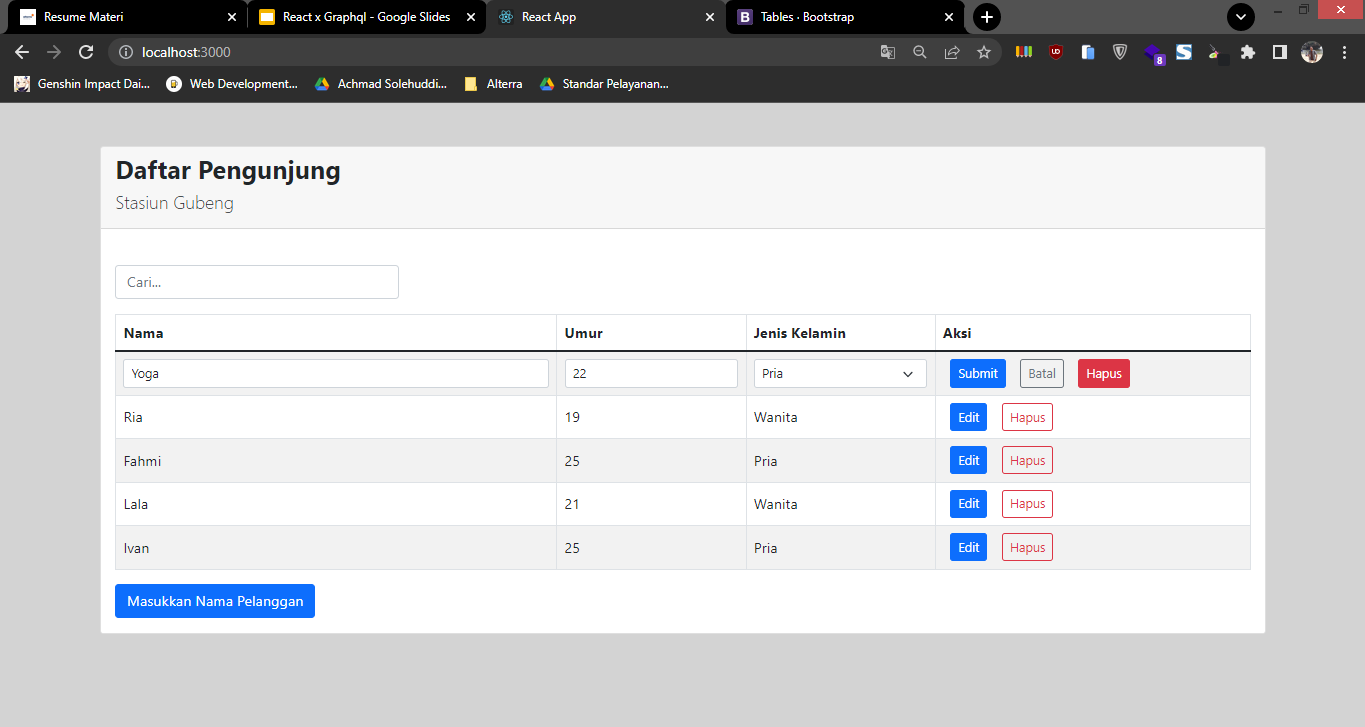 Resume Materi React x Graphql - Google Slides React App Tables · Bootstrap
localhost:3000
UD
8
Genshin Impact Dai... Web Development... Achmad Solehuddi... Alterra Standar Pelayanan...
Daftar Pengunjung
Stasiun Gubeng
Cari...
Nama Umur Jenis Kelamin Aksi
Yoga 22 Pria Submit Batal Hapus
Ria 19 Wanita Edit Hapus
Fahmi 25 Pria Edit Hapus
Lala 21 Wanita Edit Hapus
Ivan 25 Pria Edit Hapus
Masukkan Nama Pelanggan